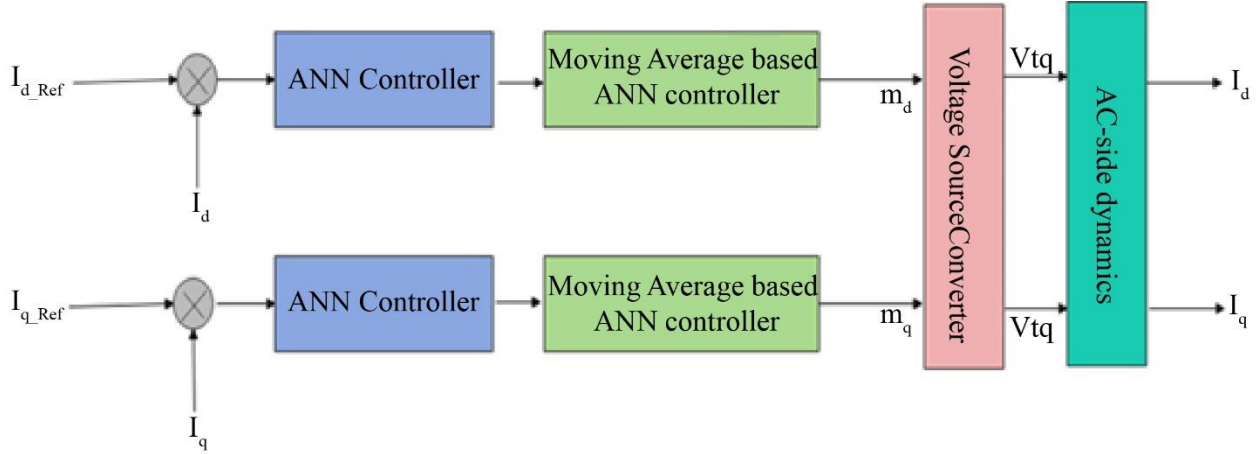 I_d_Ref
ANN Controller
Moving Average based
ANN controller
m_d
Voltage SourceConverter
Vtq
AC-side dynamics
I_d
I_d
I_q_Ref
ANN Controller
Moving Average based
ANN controller
m_q
Vtq
I_q
I_q